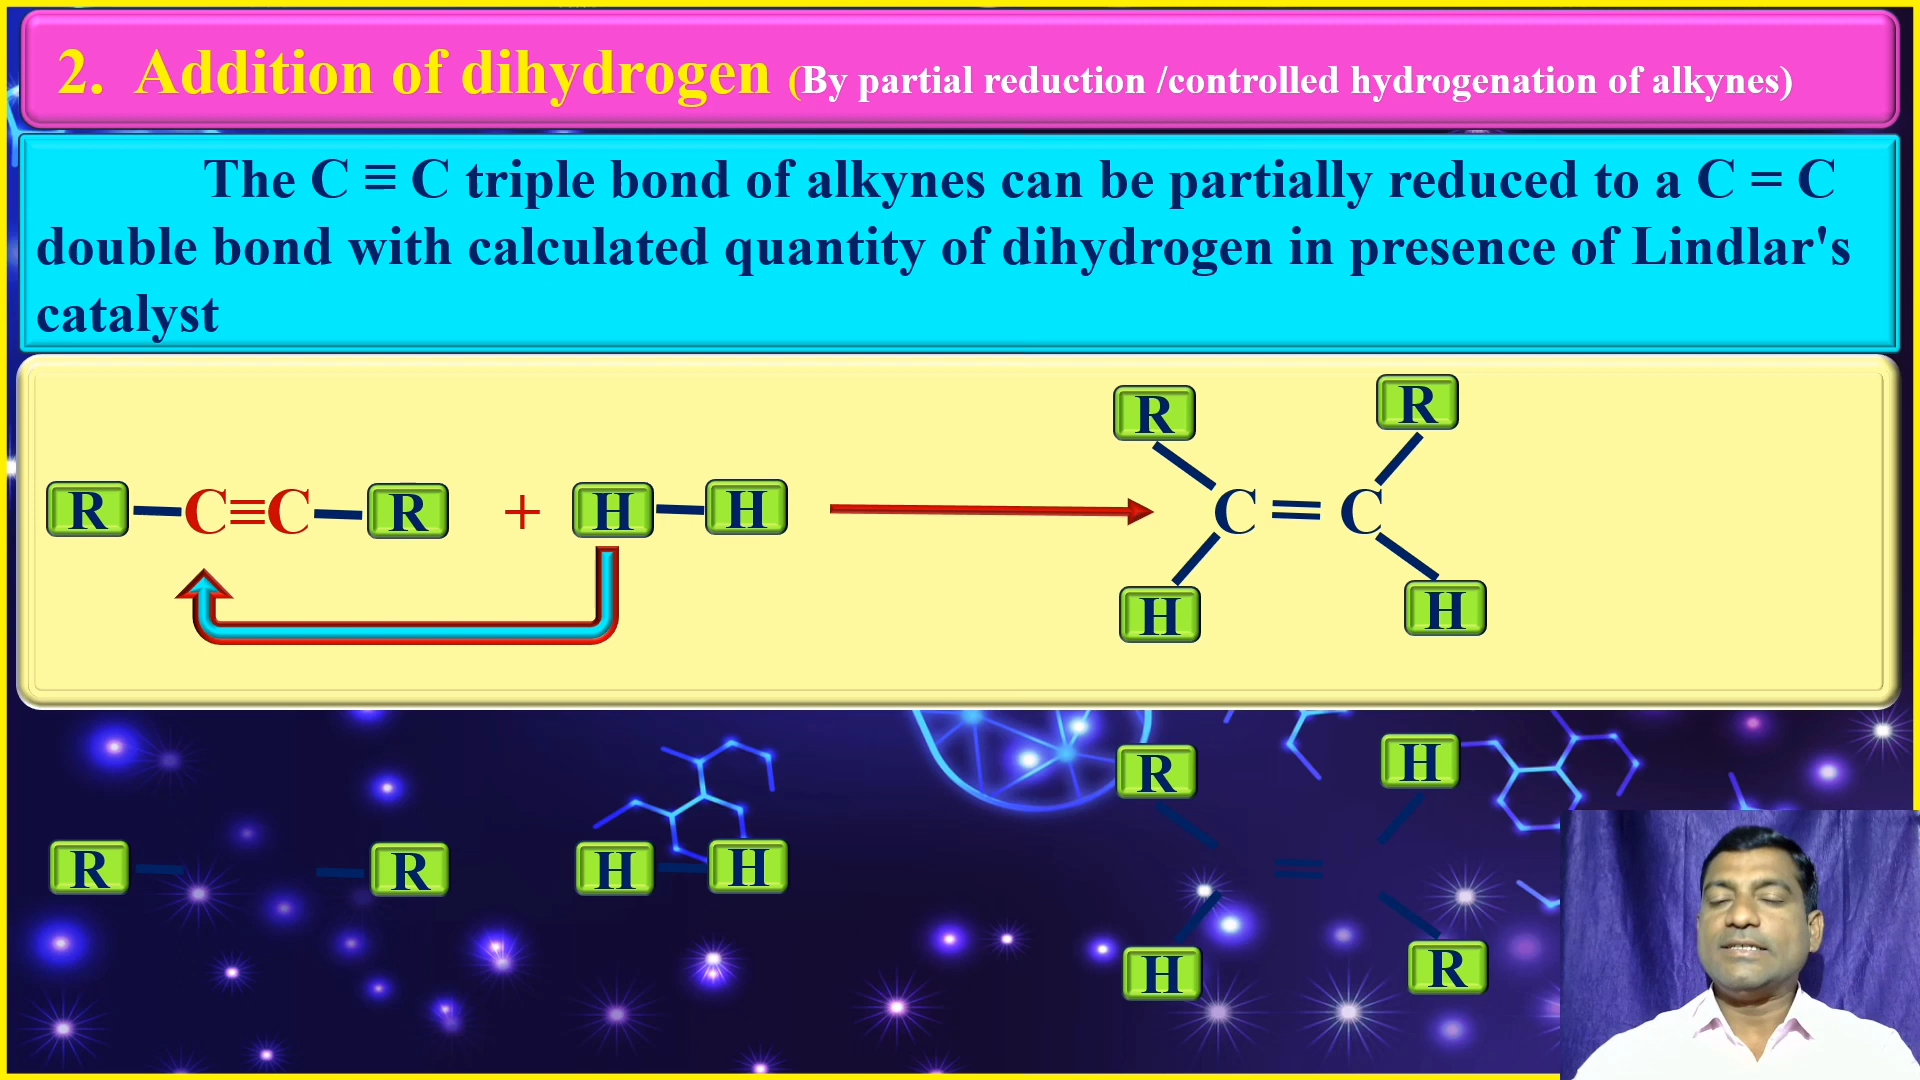 2. Addition of dihydrogen (By partial reduction /controlled hydrogenation of alkynes)
The C ≡ C triple bond of alkynes can be partially reduced to a C = C
double bond with calculated quantity of dihydrogen in presence of Lindlar's
catalyst
R R
R C≡C R + H H C = C
H H
R H
R R H H =
H R